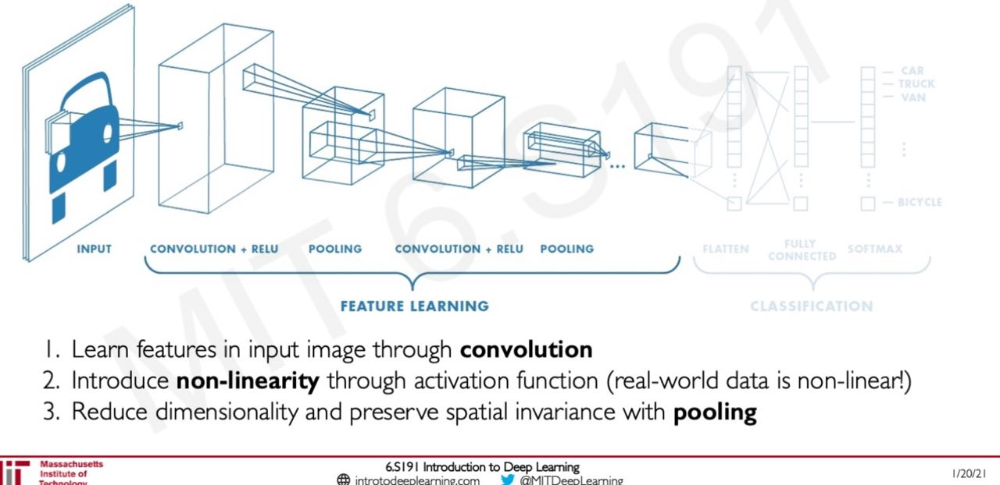 MIT 6.S191
CAR
TRUCK
VAN
BICYCLE
INPUT
CONVOLUTION + RELU
POOLING
CONVOLUTION + RELU
POOLING
FLATTEN
FULLY
CONNECTED
SOFTMAX
FEATURE LEARNING
CLASSIFICATION
1. Learn features in input image through convolution
2. Introduce non-linearity through activation function (real-world data is non-linear!)
3. Reduce dimensionality and preserve spatial invariance with pooling
Massachusetts
Institute of
Technology
6.S191 Introduction to Deep Learning
introtodeeplearning.com @MITDeepLearning
1/20/21